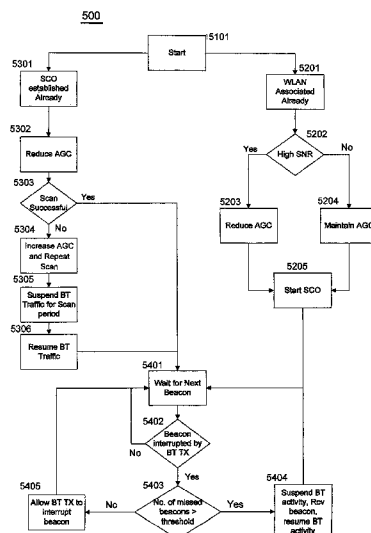 500
5101
Start
5301
SCO
established
Already
5201
WLAN
Associated
Already
5302
Reduce AGC
5202
High SNR
Yes
No
5303
Scan
Successful
Yes
No
5203
Reduce AGC
5204
Maintain AGC
5304
Increase AGC
and Repeat
Scan
5205
Start SCO
5305
Suspend BT
Traffic for Scan
period
5306
Resume BT
Traffic
5401
Wait for Next
Beacon
5402
Beacon
interrupted by
BT TX
No
Yes
5403
No. of missed
beacons >
threshold
No
Yes
5404
Suspend BT
activity, Rcv
beacon,
resume BT
activity
5405
Allow BT TX to
interrupt
beacon